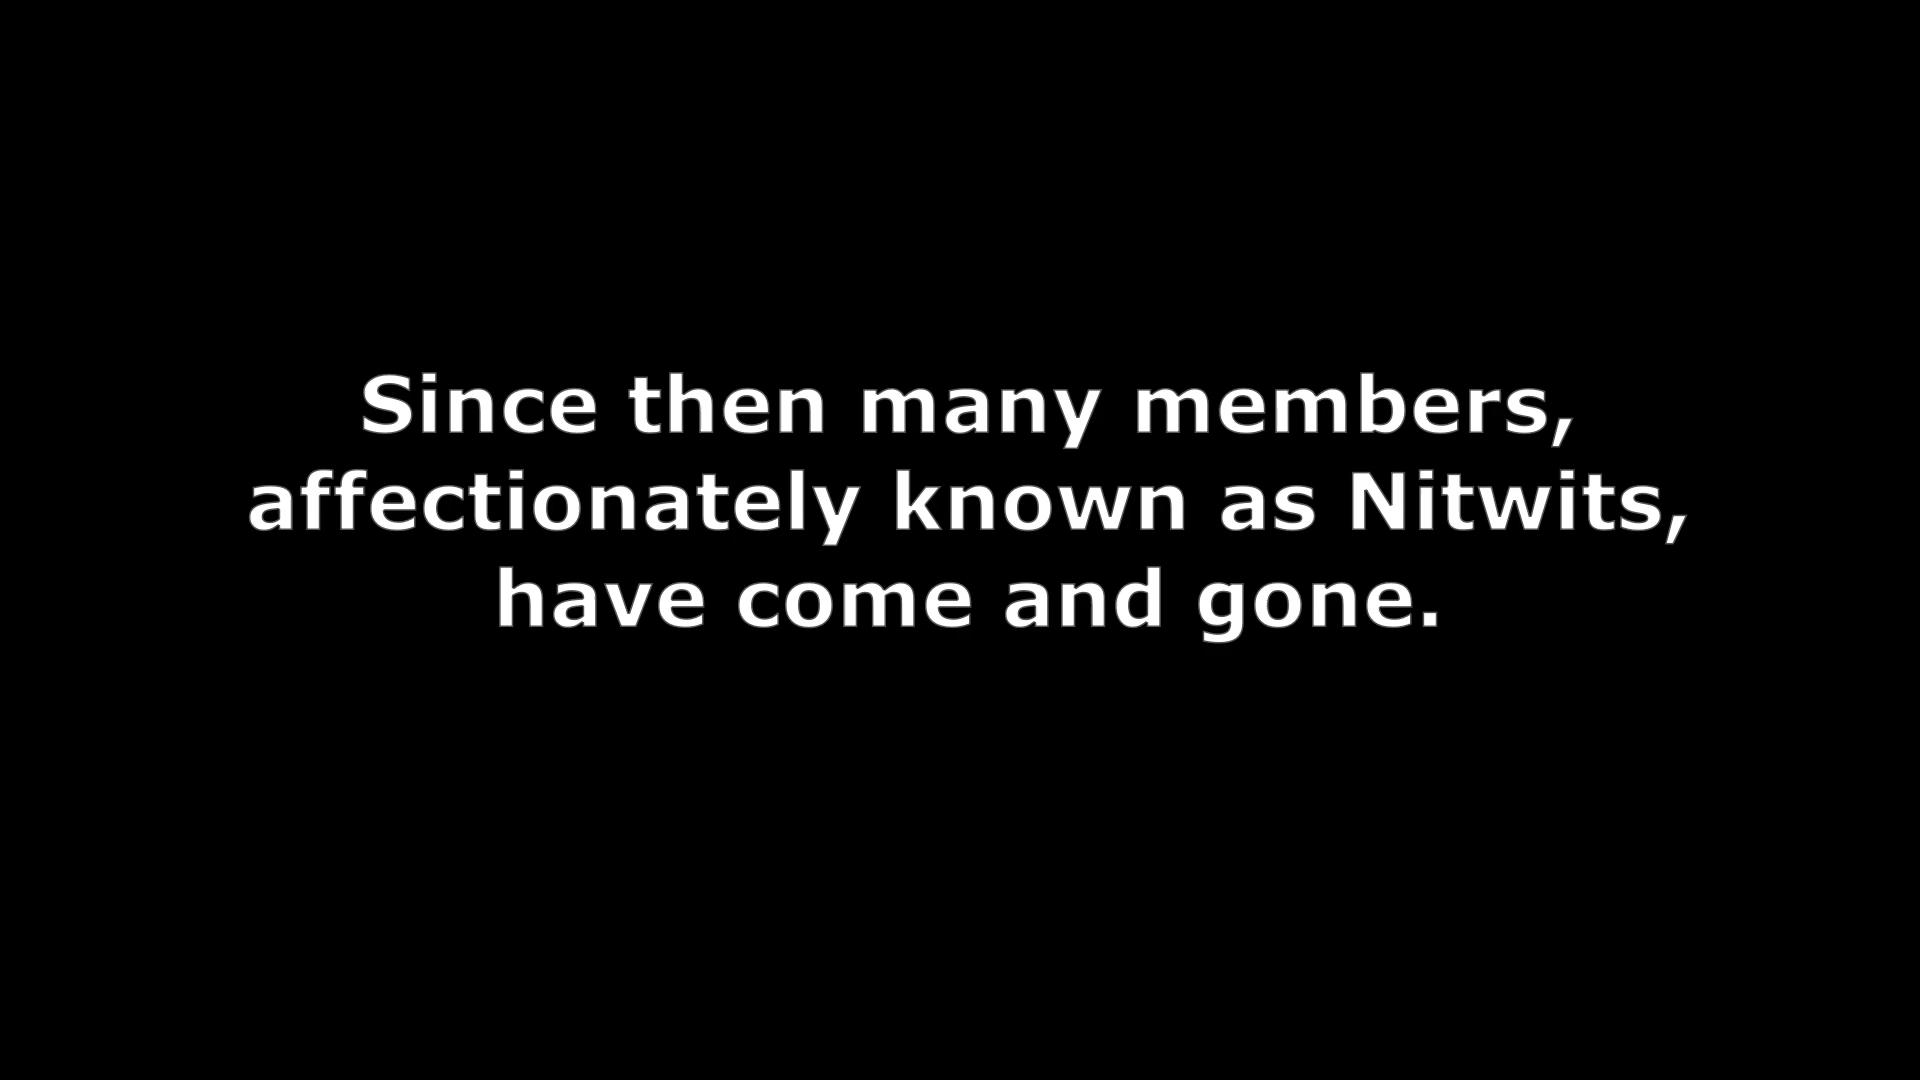 Since then many members,
affectionately known as Nitwits,
have come and gone.